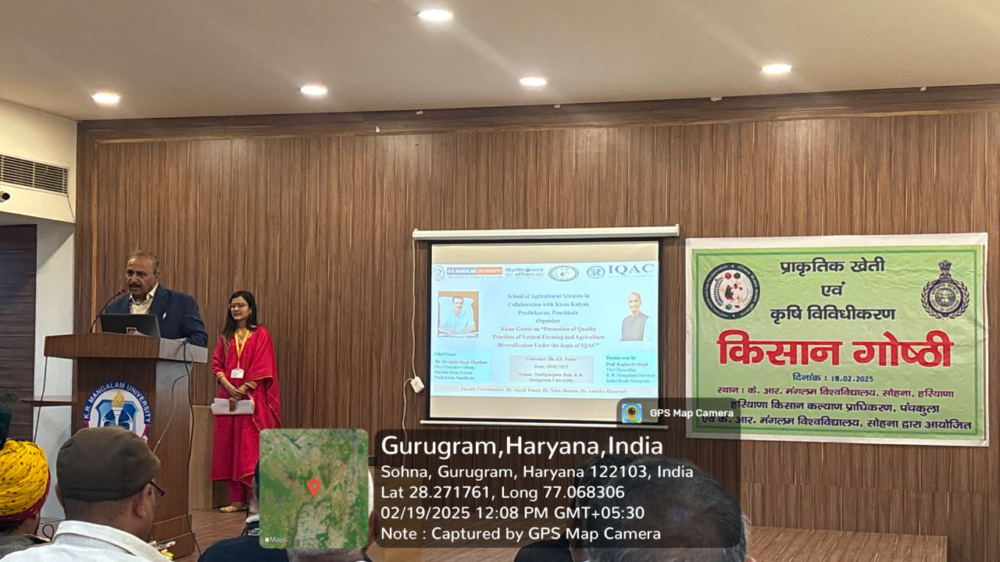 K.R. MANGALAM UNIVERSITY
K.R. MANGALAM UNIVERSITY
IQAC
School of Agricultural Sciences in
Collaboration with Kisan Kalyan
Pradhikaran, Panchkula
Organizes
Kisan Gosthi on "Promotion of Quality
Practices of Natural Farming and Agriculture
Diversification Under the Aegis of IQAC"
Chief Guest
Dr. Ravinder Singh Chauhan
Chief Executive Officer,
Haryana Kisan Kalyan
Pradhikaran, Panchkula
Convener: Dr. J.S. Yadav
Date: 19/02/2025
Venue: Multipurpose Hall, K.R.
Mangalam University
Preside over by
Prof. Raghuvir Singh
Vice Chancellor,
K. R. Mangalam University
Sohna Road, Gurugram.
Faculty Coordinators: Dr. Anjali Tomar, Dr. Neha Sharma, Dr. Ambika Bhandari
प्राकृतिक खेती
एवं
कृषि विविधीकरण
किसान गोष्ठी
दिनांक : 18.02.2025
स्थान : के. आर. मंगलम विश्वविद्यालय, सोहना, हरियाणा
हरियाणा किसान कल्याण प्राधिकरण, पंचकुला
एवं के. आर. मंगलम विश्वविद्यालय, सोहना द्वारा आयोजित
GPS Map Camera
Gurugram,Haryana,India
Sohna, Gurugram, Haryana 122103, India
Lat 28.271761, Long 77.068306
02/19/2025 12:08 PM GMT+05:30
Note : Captured by GPS Map Camera
Maps